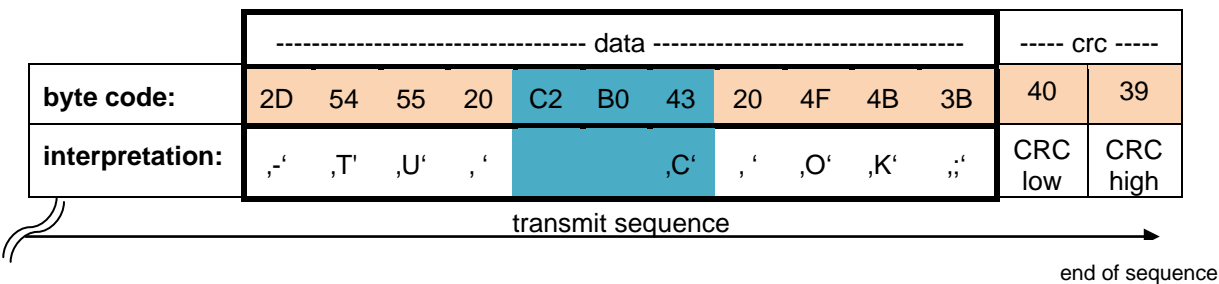 ----------------------------------- data ----------------------------------- ----- crc -----
byte code: 2D 54 55 20 C2 B0 43 20 4F 4B 3B 40 39
interpretation: ‚-‘ ‚T' ‚U‘ ‚ ‘ ‚C‘ ‚ ‘ ‚O‘ ‚K‘ ‚;‘ CRC low CRC high
transmit sequence
end of sequence